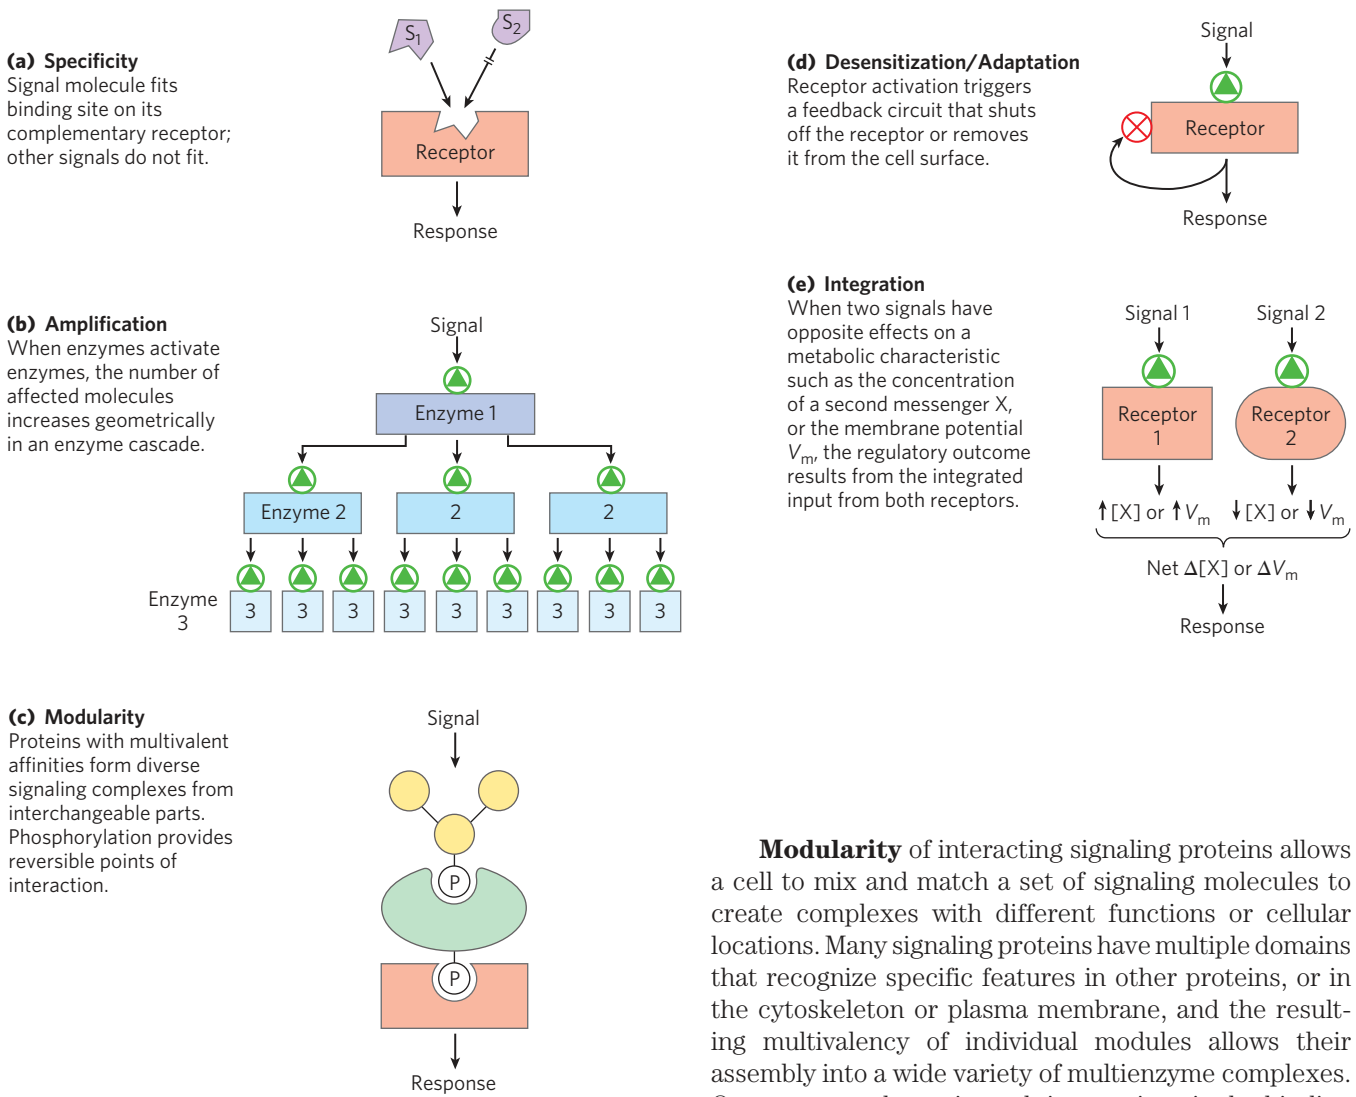 (a) Specificity
Signal molecule fits
binding site on its
complementary receptor;
other signals do not fit.
S1
S2
Receptor
Response
(b) Amplification
When enzymes activate
enzymes, the number of
affected molecules
increases geometrically
in an enzyme cascade.
Signal
Enzyme 1
Enzyme 2
2
2
Enzyme
3
3 3 3 3 3 3 3 3 3
(c) Modularity
Proteins with multivalent
affinities form diverse
signaling complexes from
interchangeable parts.
Phosphorylation provides
reversible points of
interaction.
Signal
P
P
Response
(d) Desensitization/Adaptation
Receptor activation triggers
a feedback circuit that shuts
off the receptor or removes
it from the cell surface.
Signal
Receptor
Response
(e) Integration
When two signals have
opposite effects on a
metabolic characteristic
such as the concentration
of a second messenger X,
or the membrane potential
Vm, the regulatory outcome
results from the integrated
input from both receptors.
Signal 1
Signal 2
Receptor
1
Receptor
2
↑[X] or ↑Vm
↓[X] or ↓Vm
Net Δ[X] or ΔVm
Response
Modularity of interacting signaling proteins allows
a cell to mix and match a set of signaling molecules to
create complexes with different functions or cellular
locations. Many signaling proteins have multiple domains
that recognize specific features in other proteins, or in
the cytoskeleton or plasma membrane, and the result-
ing multivalency of individual modules allows their
assembly into a wide variety of multienzyme complexes.